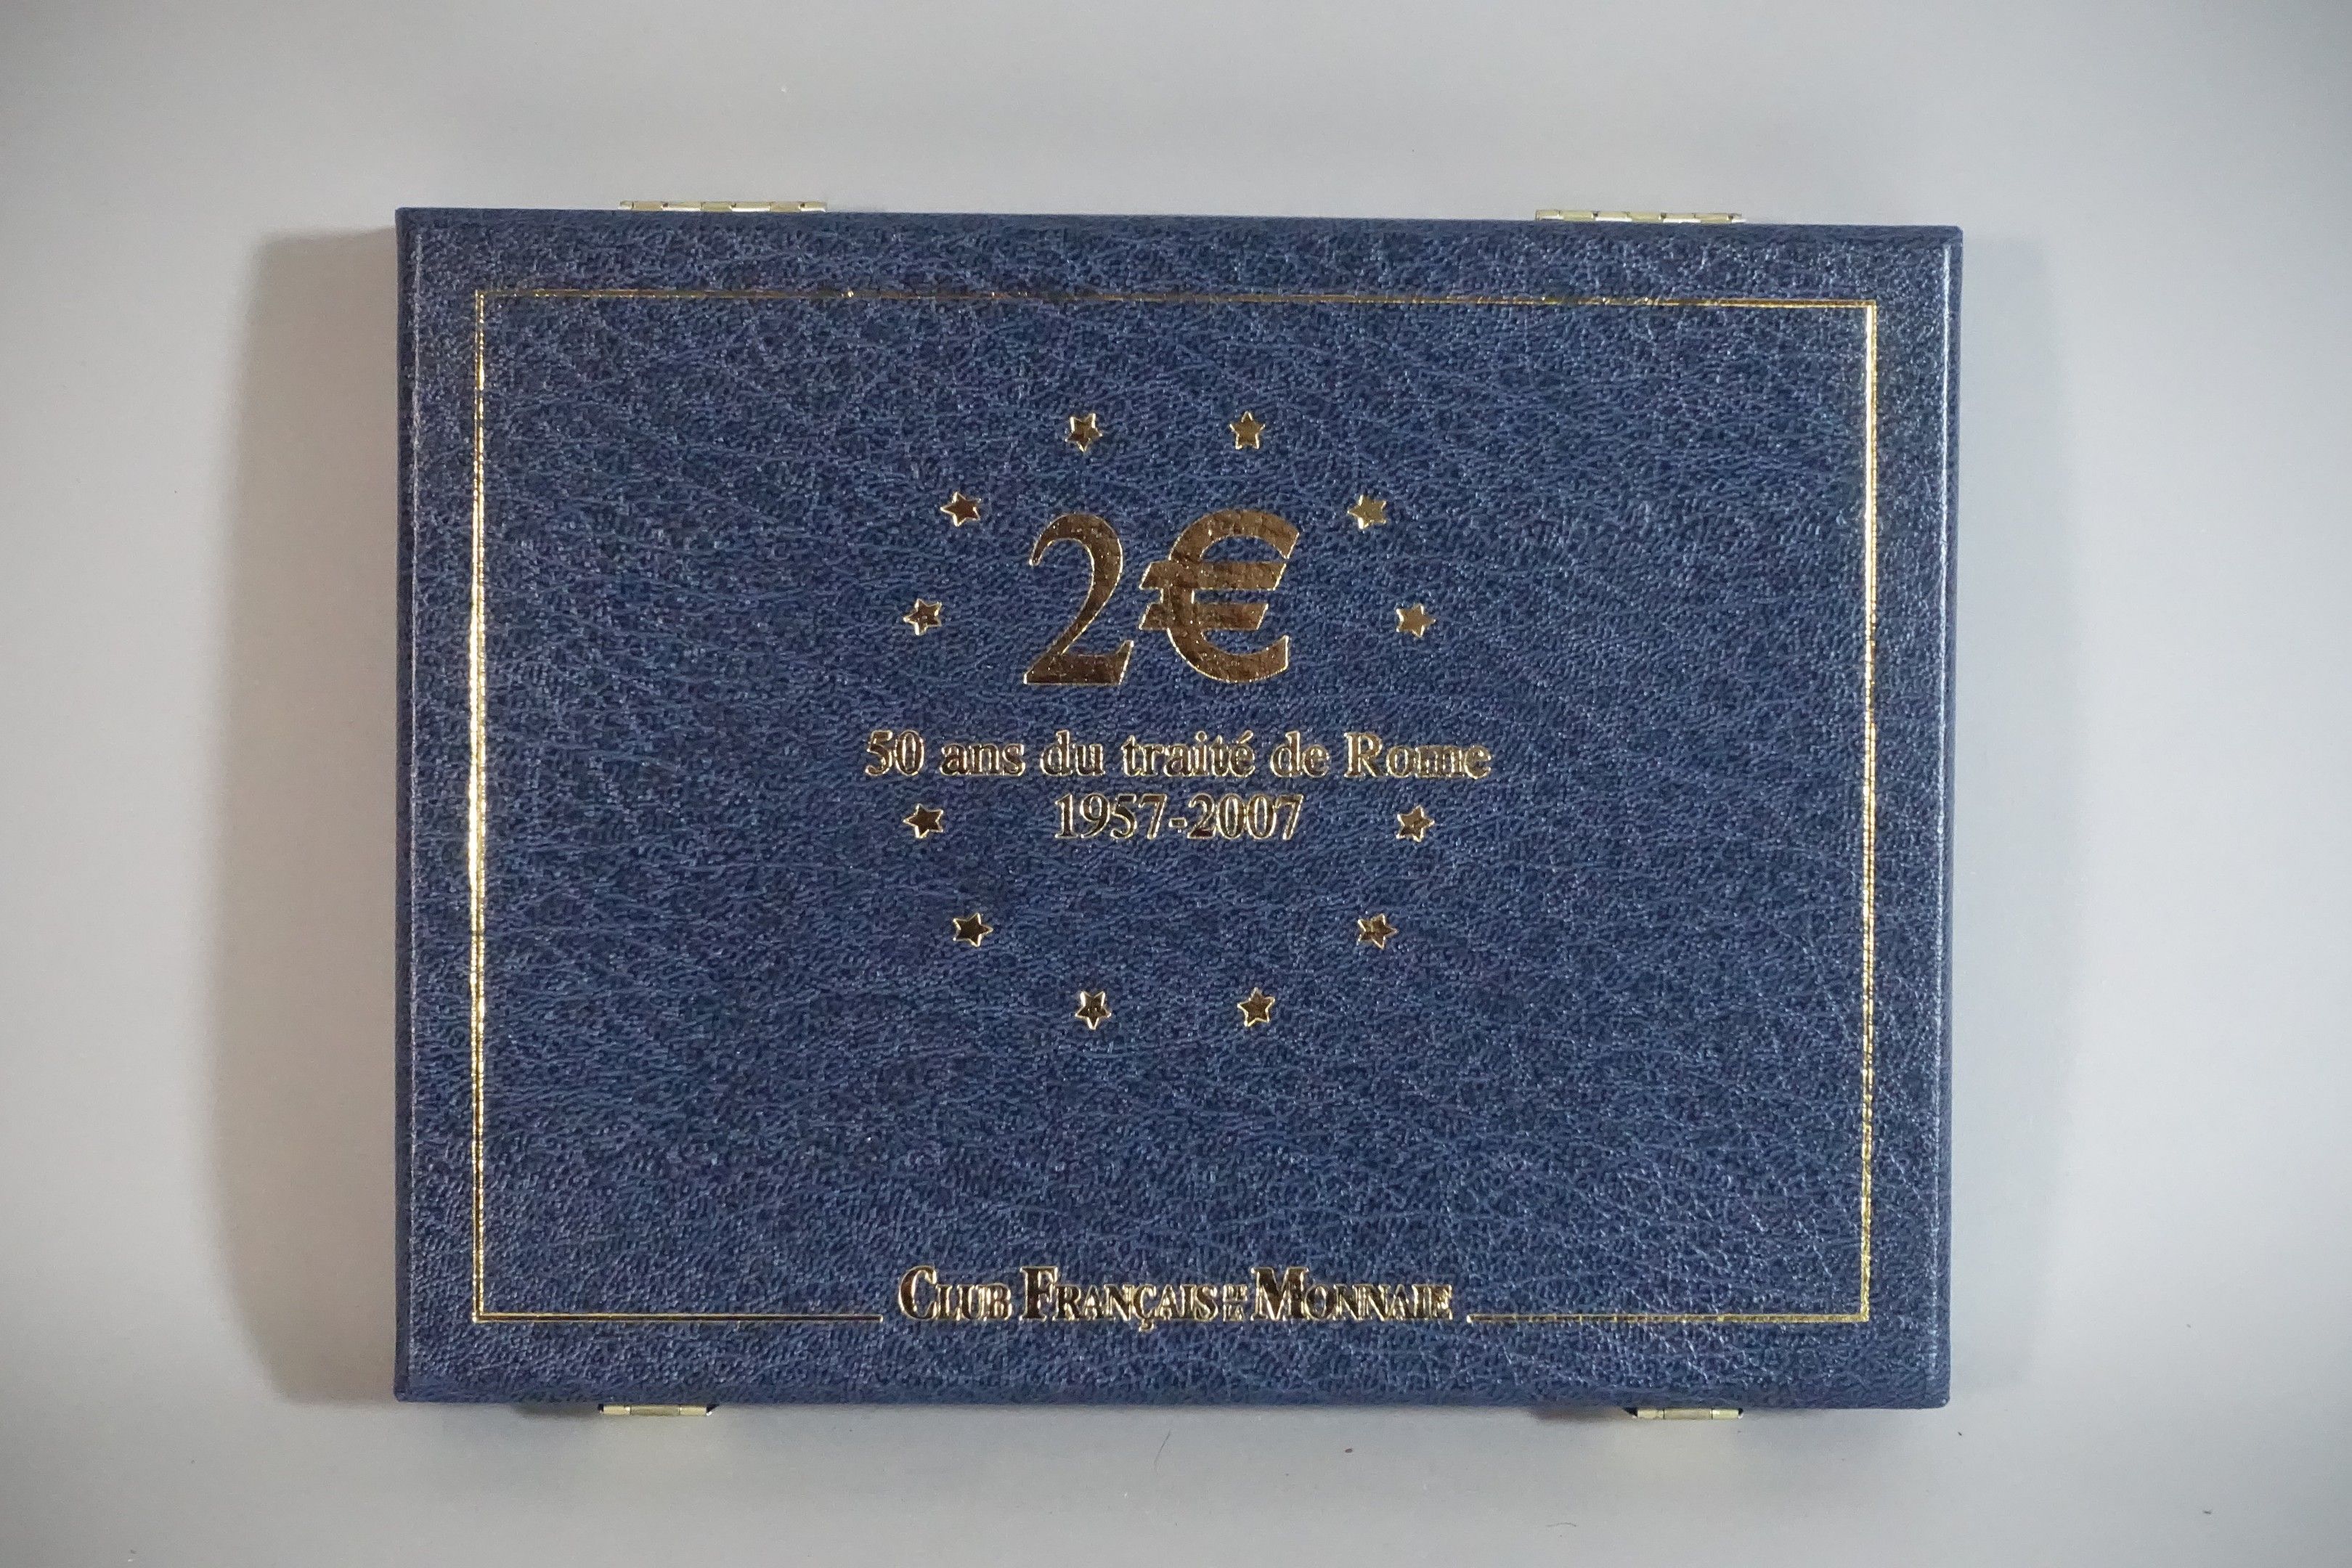 2€
50 ans du traité de Rome
1957-2007
CLUB FRANÇAIS DE LA MONNAIE